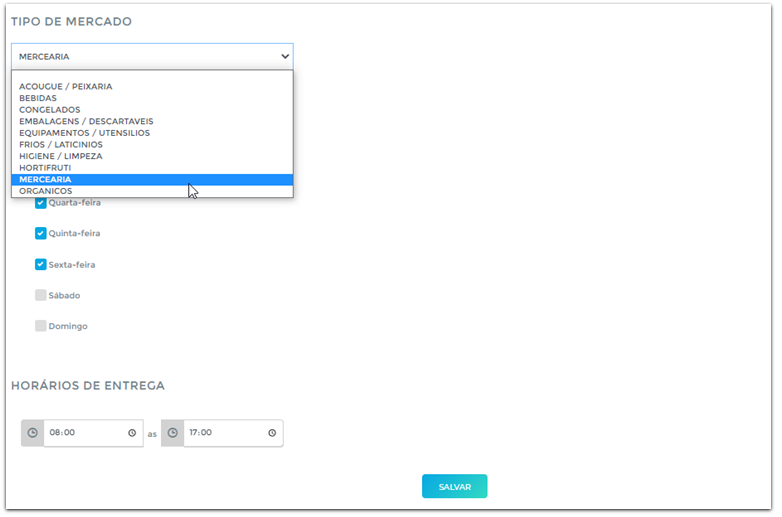 TIPO DE MERCADO
MERCEARIA
ACOUGUE / PEIXARIA
BEBIDAS
CONGELADOS
EMBALAGENS / DESCARTAVEIS
EQUIPAMENTOS / UTENSILIOS
FRIOS / LATICINIOS
HIGIENE / LIMPEZA
HORTIFRUTI
MERCEARIA
ORGANICOS
Quarta-feira
Quinta-feira
Sexta-feira
Sábado
Domingo
HORÁRIOS DE ENTREGA
08:00 as 17:00
SALVAR